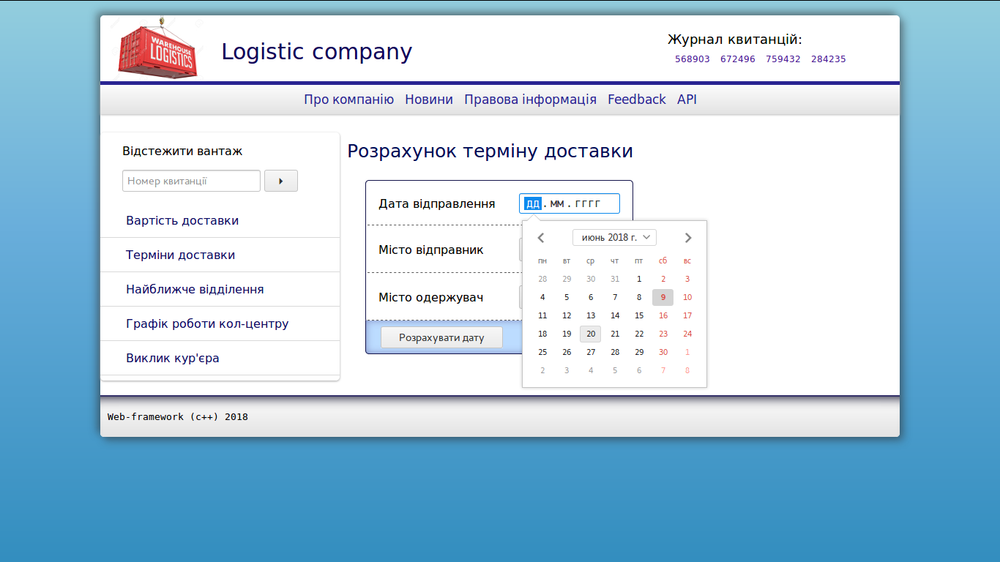 WAREHOUSE
LOGISTICS
Logistic company
Журнал квитанцій:
568903 672496 759432 284235
Про компанію Новини Правова інформація Feedback API
Відстежити вантаж
Номер квитанції
Вартість доставки
Терміни доставки
Найближче відділення
Графік роботи кол-центру
Виклик кур'єра
Розрахунок терміну доставки
Дата відправлення дд.мм.гггг
Місто відправник
Місто одержувач
Розрахувати дату
июнь 2018 г.
пн вт ср чт пт сб вс
28 29 30 31 1 2 3
4 5 6 7 8 9 10
11 12 13 14 15 16 17
18 19 20 21 22 23 24
25 26 27 28 29 30 1
2 3 4 5 6 7 8
Web-framework (c++) 2018